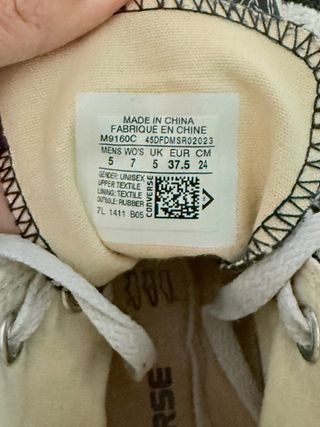 MADE IN CHINA
FABRIQUE EN CHINE
M9160C 45DFDMSR02023
MENS WO'S UK EUR CM
5 7 5 37.5 24
GENDER: UNISEX
UPPER: TEXTILE
LINING: TEXTILE
OUTSOLE: RUBBER
7L 1411 B05
CONVERSE
VERSE